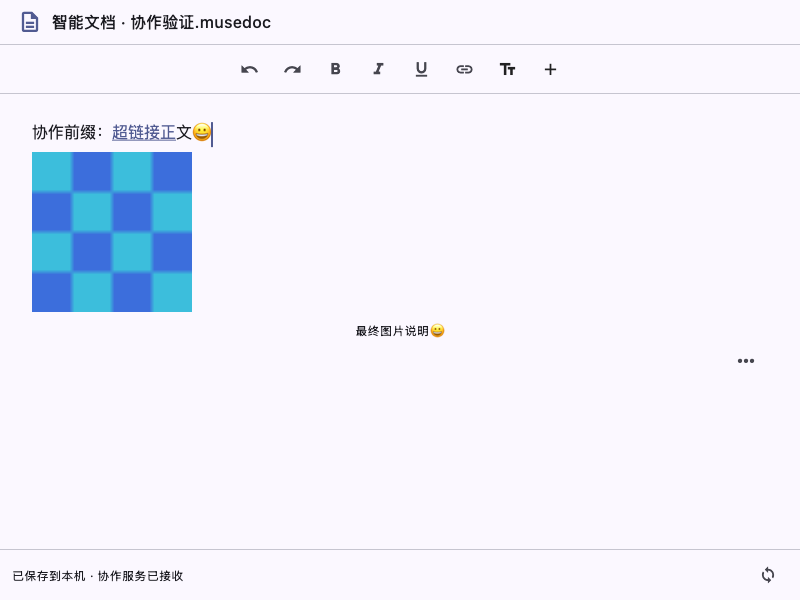 智能文档 · 协作验证.musedoc
B I U Tт +
协作前缀：超链接正文😀
最终图片说明😀
已保存到本机 · 协作服务已接收